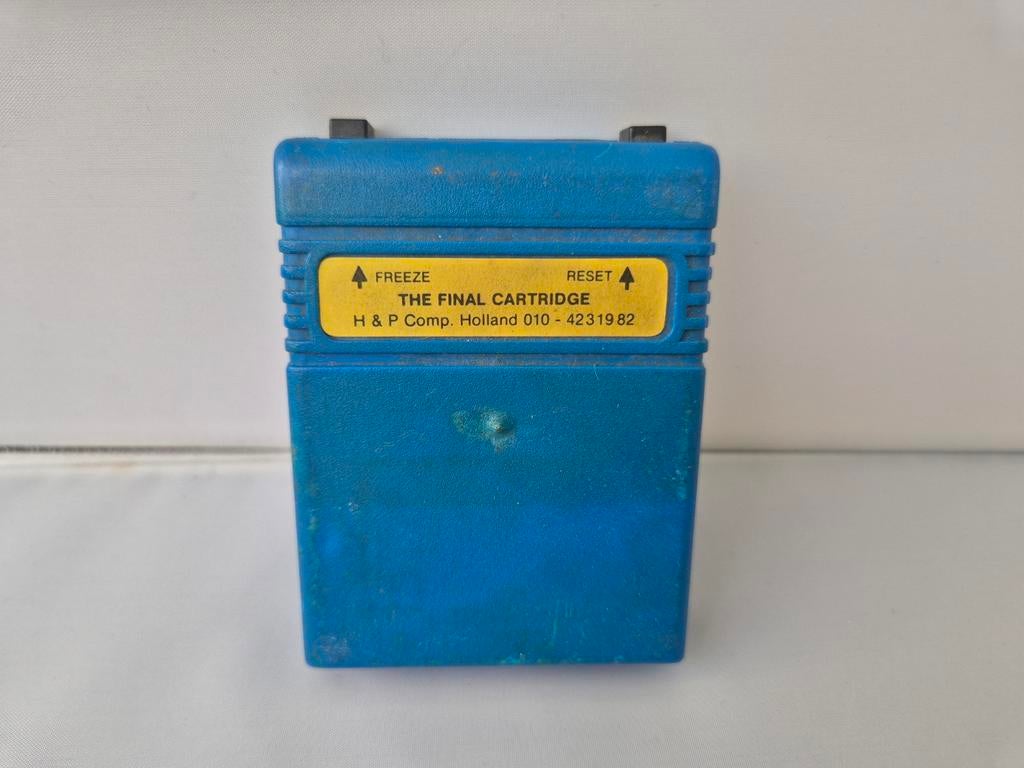 FREEZE RESET
THE FINAL CARTRIDGE
H & P Comp. Holland 010 - 4231982